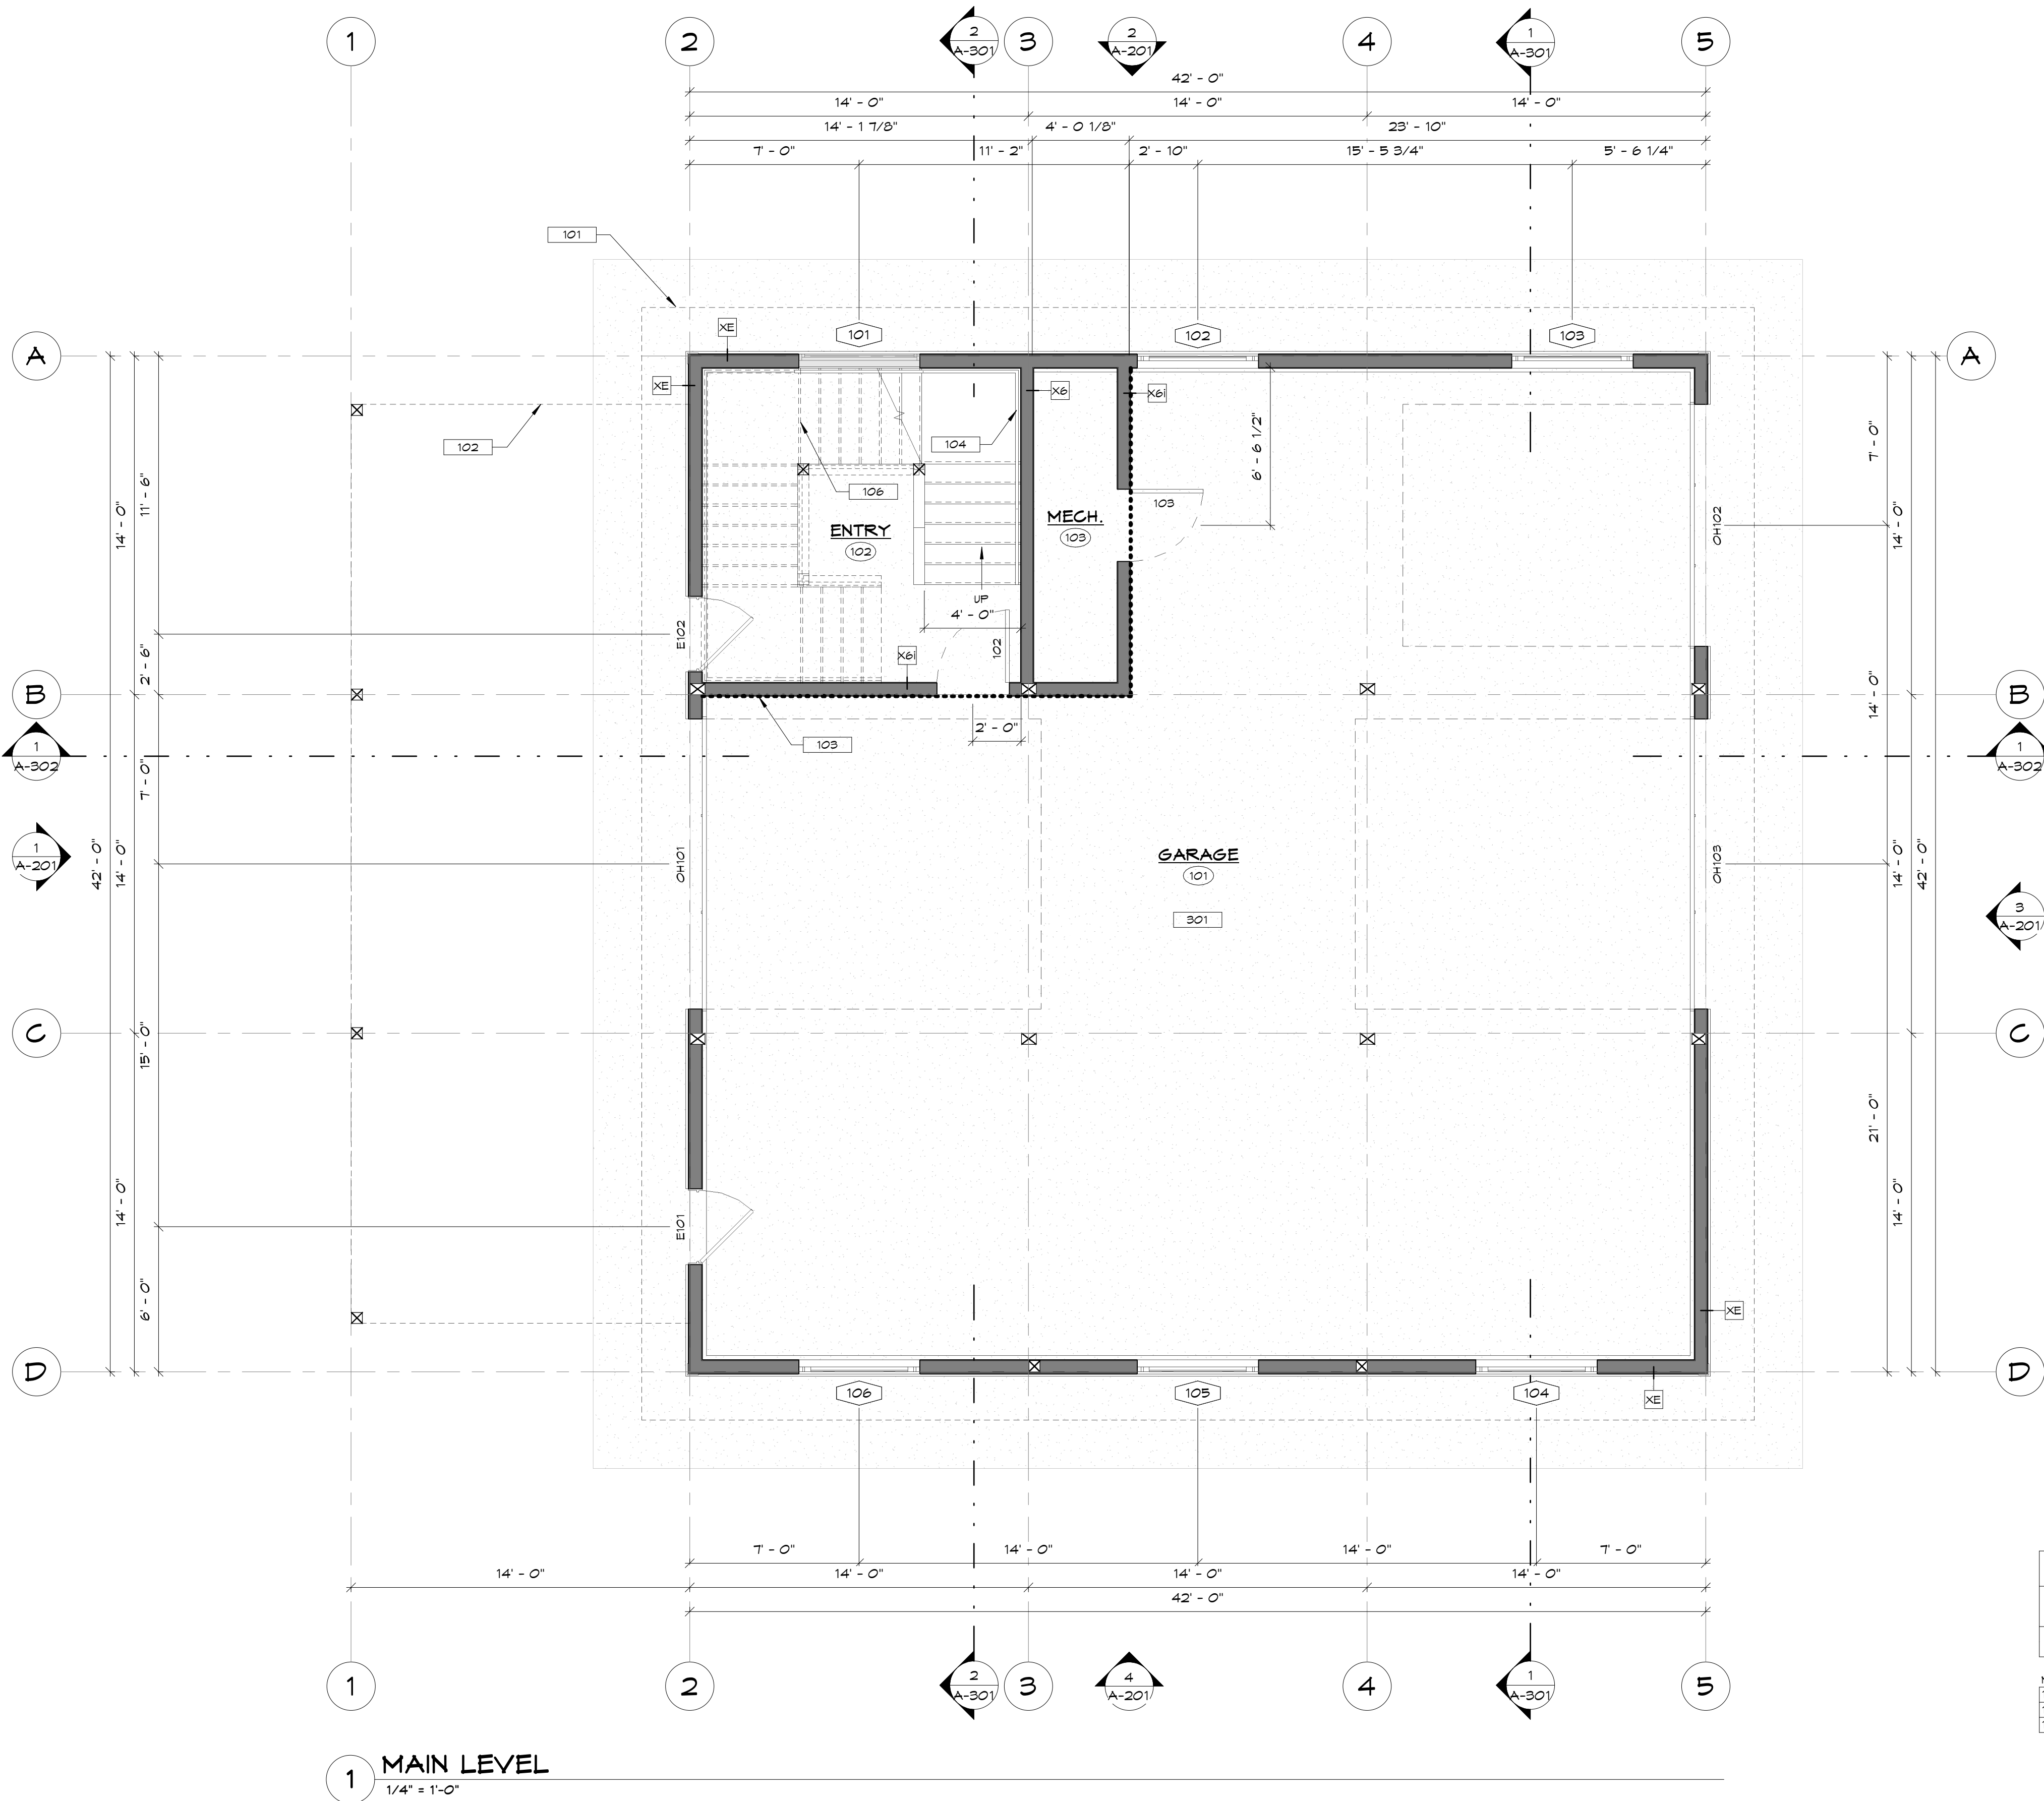 1
2
2
A-301
3
2
A-201
4
1
A-301
5
42' - 0"
14' - 0"
14' - 0"
14' - 0"
14' - 1 7/8"
4' - 0 1/8"
23' - 10"
7' - 0"
11' - 2"
2' - 10"
15' - 5 3/4"
5' - 6 1/4"
101
XE
101
102
103
A
A
XE
X6
X6i
102
104
106
6' - 6 1/2"
7' - 0"
11' - 6"
14' - 0"
103
MECH.
103
ENTRY
102
OH102
14' - 0"
UP
4' - 0"
E102
102
X6i
2' - 6"
14' - 0"
B
B
2' - 0"
103
1
A-302
1
A-302
7' - 0"
1
A-201
42' - 0"
14' - 0"
OH101
GARAGE
101
301
OH103
14' - 0"
42' - 0"
3
A-201
C
C
15' - 0"
21' - 0"
14' - 0"
14' - 0"
E101
6' - 0"
XE
D
D
106
105
104
XE
7' - 0"
14' - 0"
14' - 0"
7' - 0"
14' - 0"
14' - 0"
14' - 0"
14' - 0"
42' - 0"
1
2
2
A-301
3
4
A-201
4
1
A-301
5
1
MAIN LEVEL
1/4" = 1'-0"